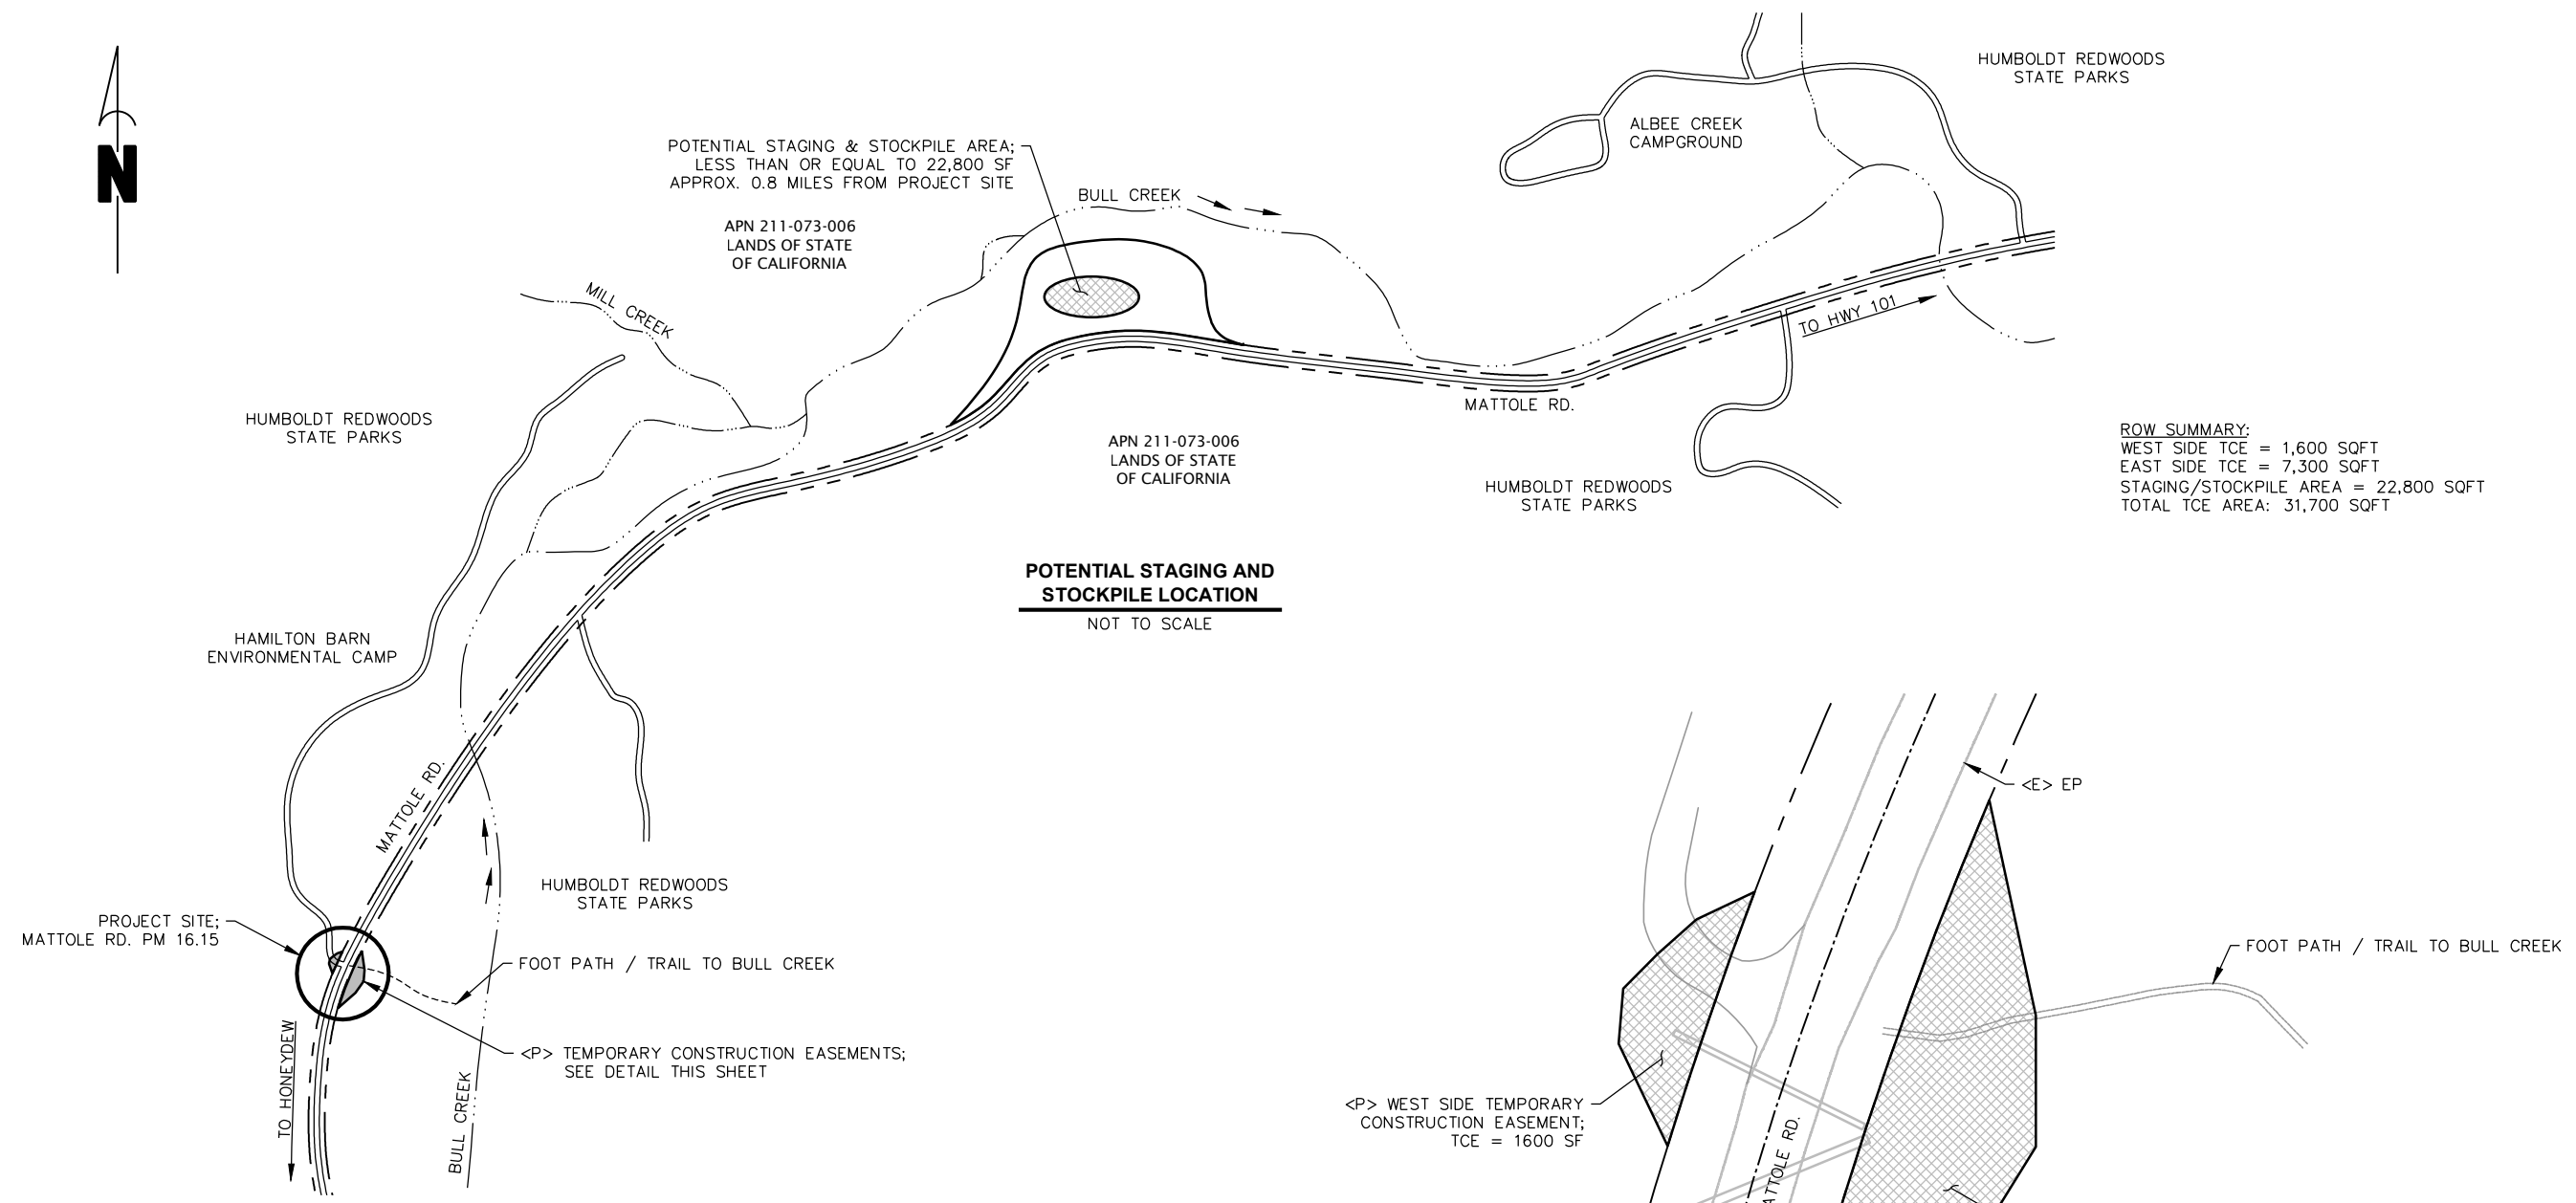 HUMBOLDT REDWOODS
STATE PARKS
ALBEE CREEK
CAMPGROUND
N
POTENTIAL STAGING & STOCKPILE AREA;
LESS THAN OR EQUAL TO 22,800 SF
APPROX. 0.8 MILES FROM PROJECT SITE
BULL CREEK
APN 211-073-006
LANDS OF STATE
OF CALIFORNIA
MILL CREEK
TO HWY 101
MATTOLE RD.
HUMBOLDT REDWOODS
STATE PARKS
APN 211-073-006
LANDS OF STATE
OF CALIFORNIA
HUMBOLDT REDWOODS
STATE PARKS
ROW SUMMARY:
WEST SIDE TCE = 1,600 SQFT
EAST SIDE TCE = 7,300 SQFT
STAGING/STOCKPILE AREA = 22,800 SQFT
TOTAL TCE AREA: 31,700 SQFT
POTENTIAL STAGING AND
STOCKPILE LOCATION
NOT TO SCALE
HAMILTON BARN
ENVIRONMENTAL CAMP
MATTOLE RD.
HUMBOLDT REDWOODS
STATE PARKS
PROJECT SITE;
MATTOLE RD. PM 16.15
FOOT PATH / TRAIL TO BULL CREEK
<P> TEMPORARY CONSTRUCTION EASEMENTS;
SEE DETAIL THIS SHEET
TO HONEYDEW
BULL CREEK
<E> EP
FOOT PATH / TRAIL TO BULL CREEK
<P> WEST SIDE TEMPORARY
CONSTRUCTION EASEMENT;
TCE = 1600 SF
MATTOLE RD.